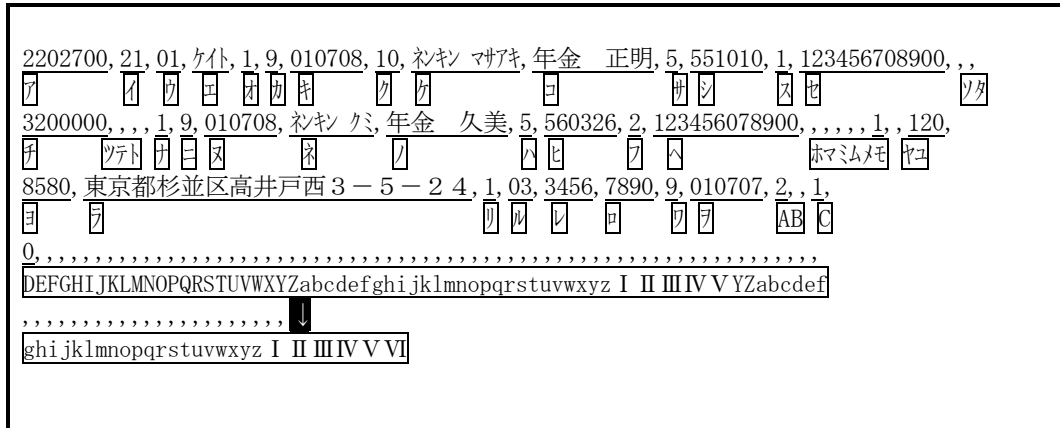 2202700,21,01,ｹｲﾄ,1,9,010708,10,ﾈﾝｷﾝ ﾏｻｱｷ,年金　正明,5,551010,1,123456708900,,,
ア イ ウ エ オ カ キ ク ケ コ サ シ ス セ ソタ
3200000,,,,1,9,010708,ﾈﾝｷﾝ ｸﾐ,年金　久美,5,560326,2,123456078900,,,,,,1,,120,
チ ツテト ナ ニ ヌ ネ ノ ハ ヒ フ ヘ ホマミムメモ ヤユ
8580,東京都杉並区高井戸西３－５－２４,1,03,3456,7890,9,010707,2,,1,
ヨ ラ リ ル レ ロ ワ ヲ AB C
0,,,,,,,,,,,,,,,,,,,,,,,,,,,,,,,,,,,,,,,,,,,,,,,,,,,,,,,,,,,,,,,,,
DEFGHIJKLMNOPQRSTUVWXYZabcdefghijklmnopqrstuvwxyzⅠⅡⅢⅣⅤYZabcdef
,,,,,,,,,,,,,,,,,,,,,,↓
ghijklmnopqrstuvwxyzⅠⅡⅢⅣⅤⅥ